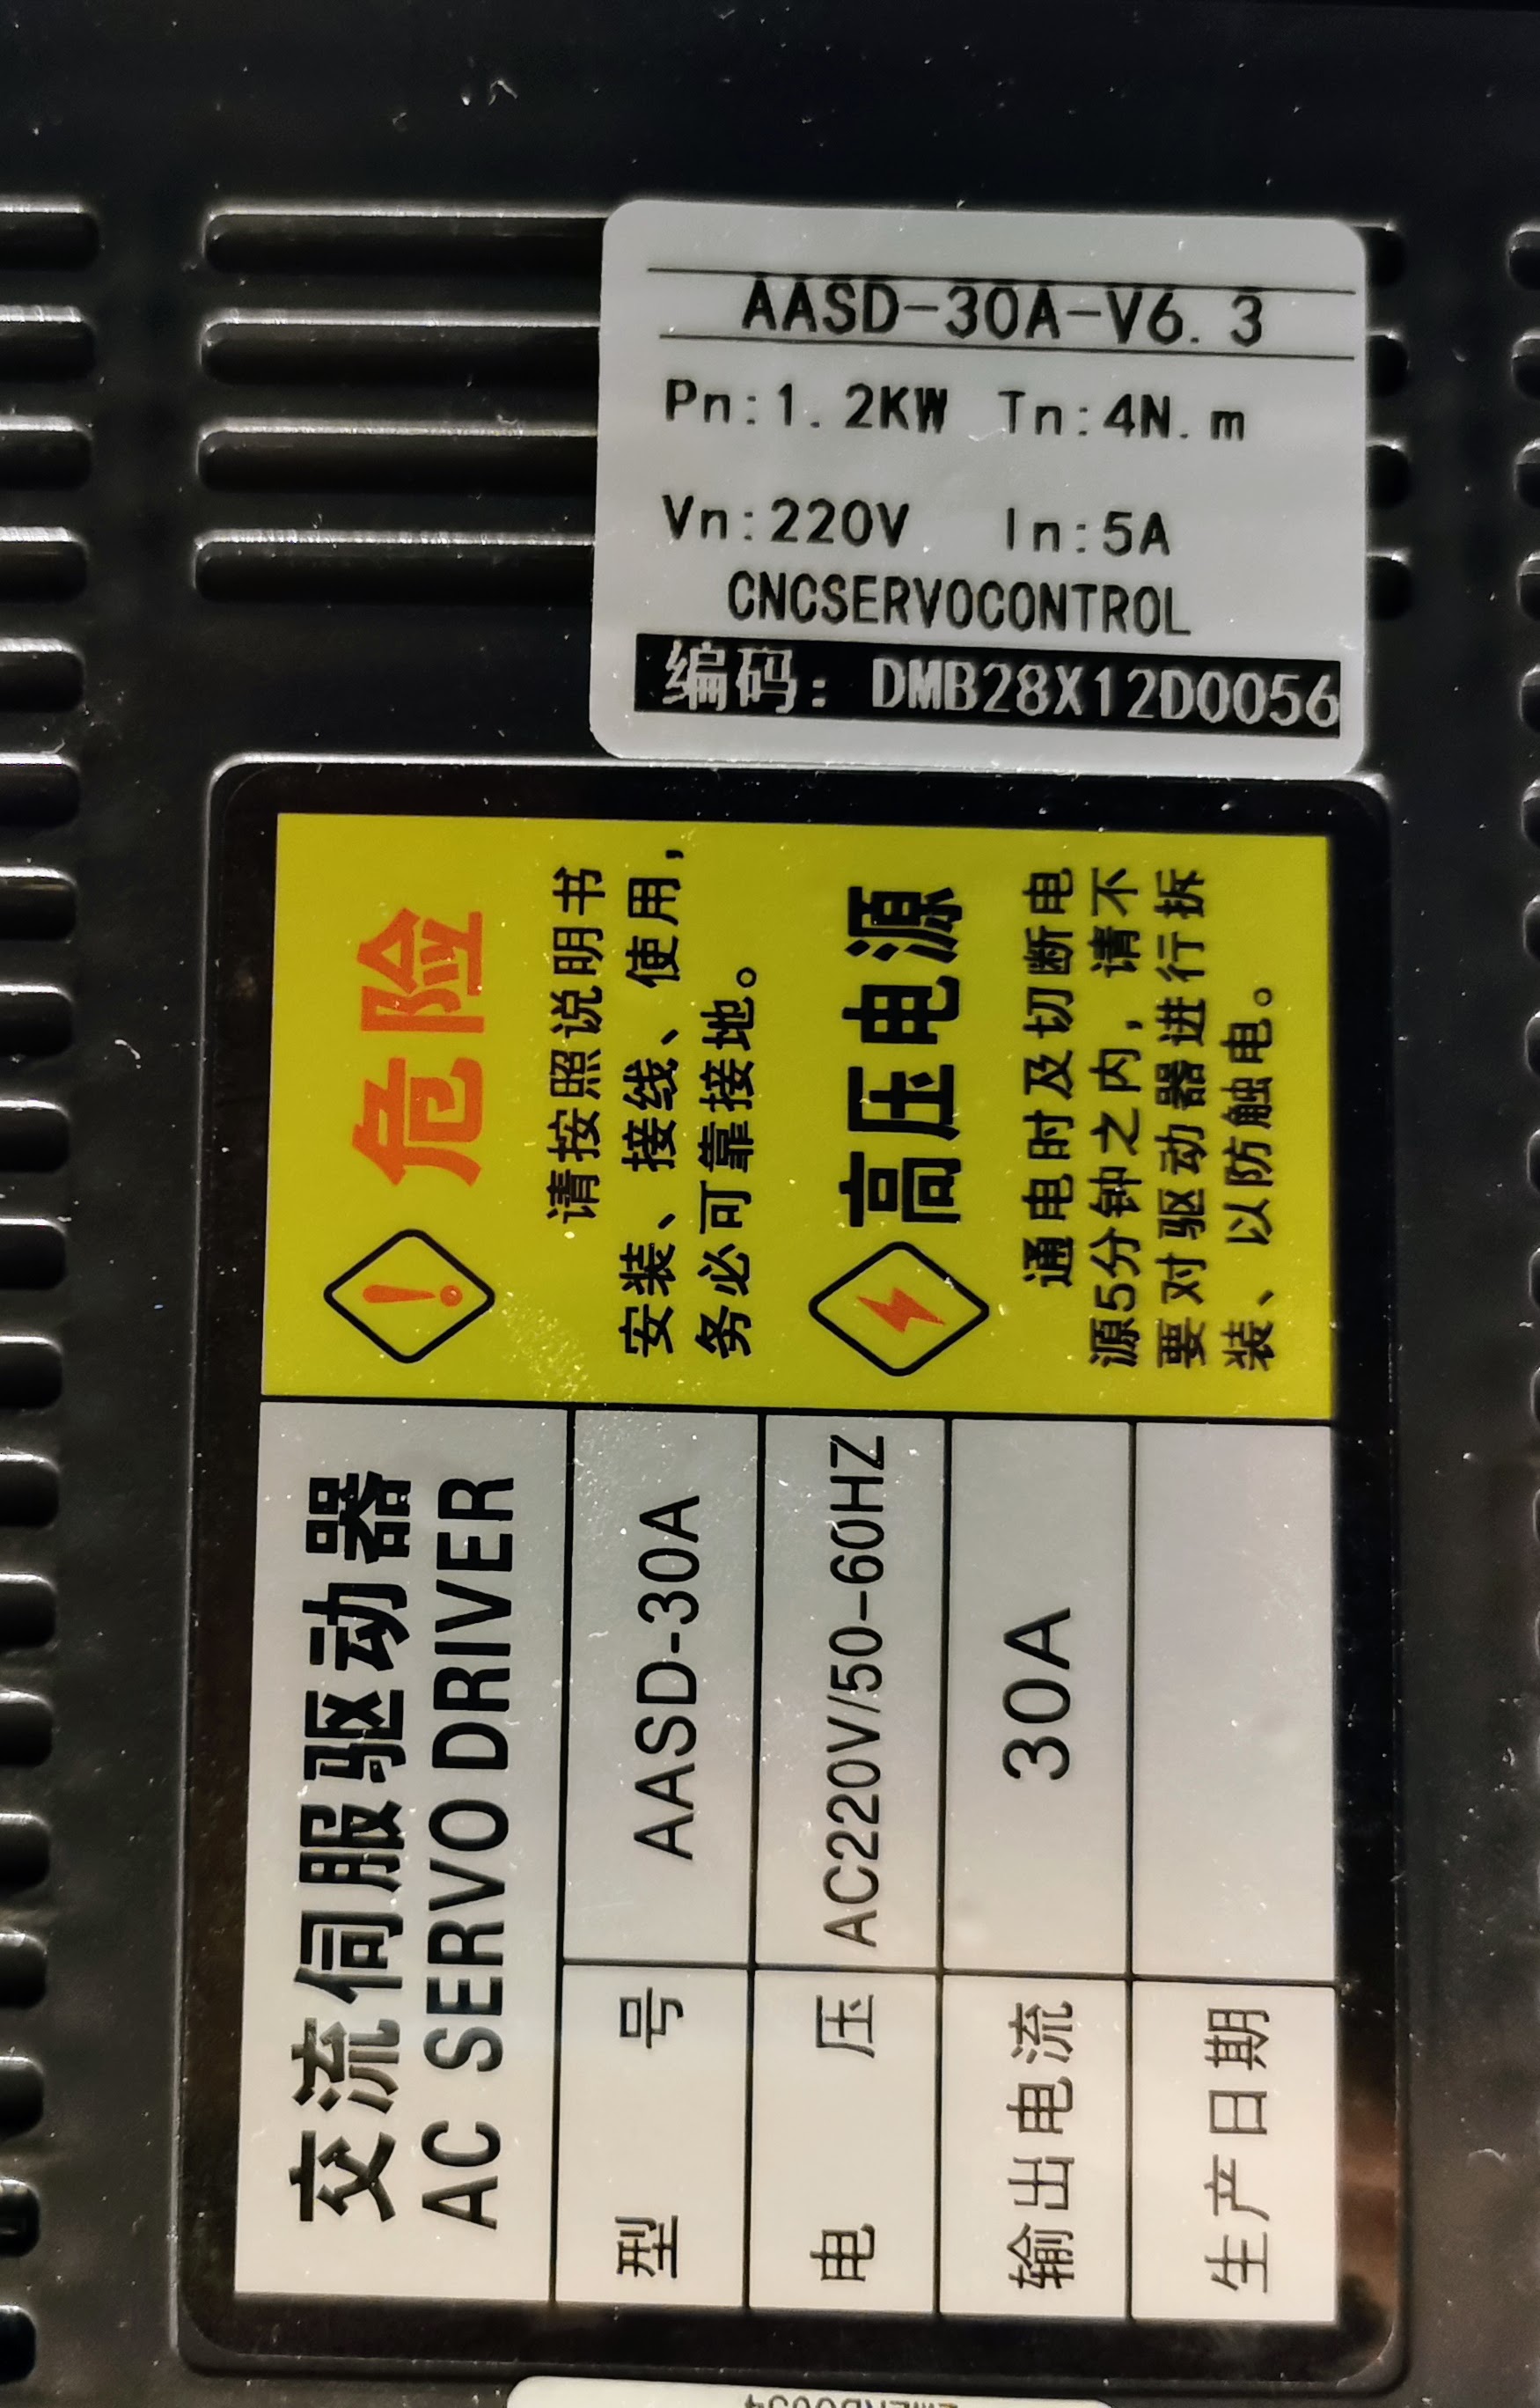 AASD-30A-V6.3
Pn:1.2KW Tn:4N.m
Vn:220V In:5A
CNCSERVOCONTROL
编码：DMB28X12D0056
交流伺服驱动器
AC SERVO DRIVER
型号 AASD-30A
电压 AC220V/50-60HZ
输出电流 30A
生产日期
危险
请按照说明书
安装、接线、使用，
务必可靠接地。
高压电源
通电时及切断电
源5分钟之内，请不
要对驱动器进行拆
装、以防触电。